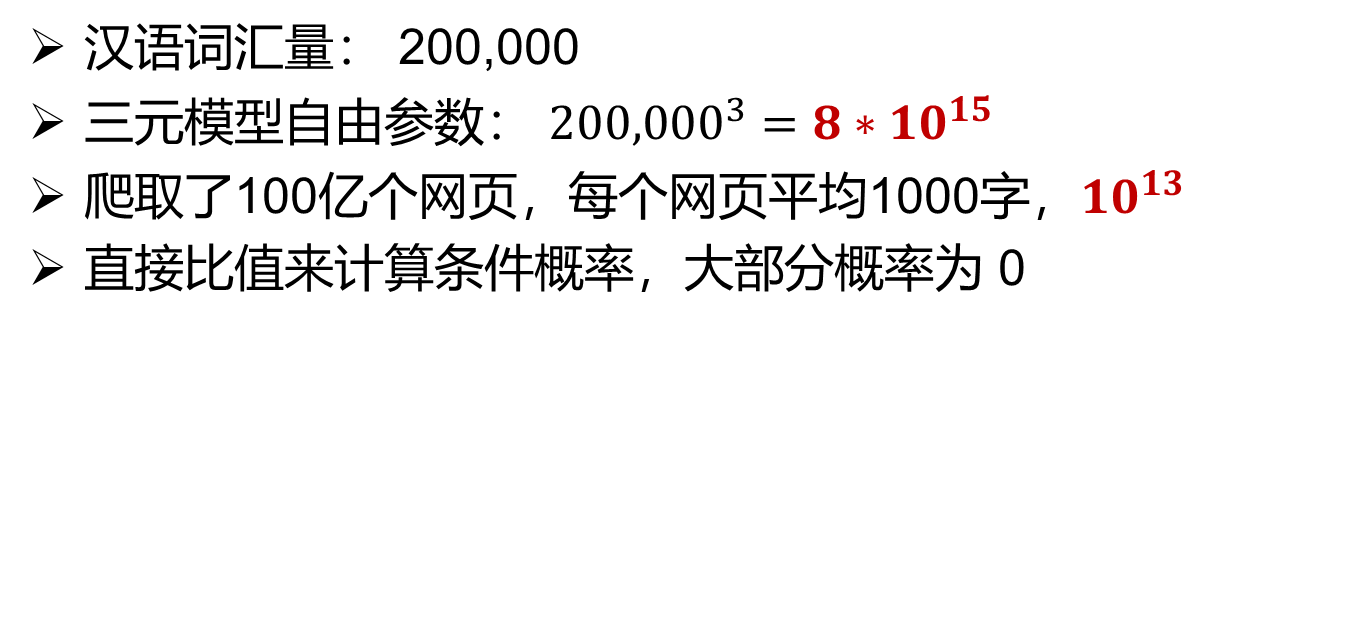 ➢ 汉语词汇量： 200,000
➢ 三元模型自由参数： 200,000³ = 8 * 10¹⁵
➢ 爬取了100亿个网页，每个网页平均1000字，10¹³
➢ 直接比值来计算条件概率，大部分概率为 0